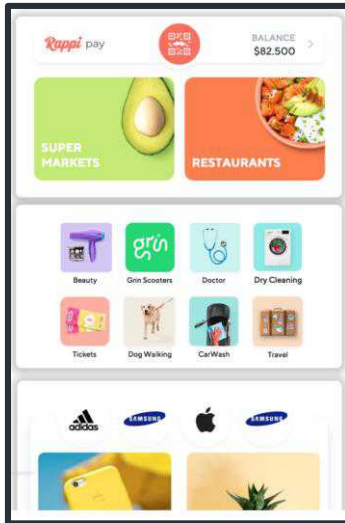 Rappi pay
BALANCE
$82.500
SUPER
MARKETS
RESTAURANTS
grin
Beauty
Grin Scooters
Doctor
Dry Cleaning
Tickets
Dog Walking
CarWash
Travel
adidas
SAMSUNG
SAMSUNG